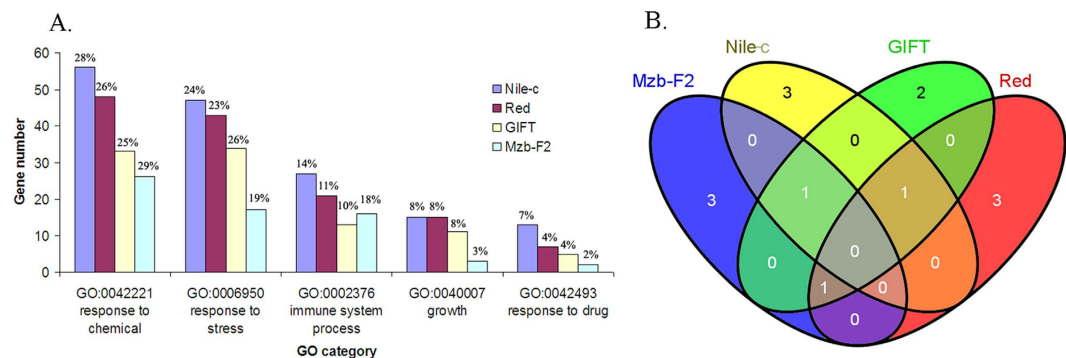 A.
60
50
40
30
20
10
0
Gene number
28%
26%
25%
29%
24%
23%
26%
19%
14%
11%
10%
18%
8%
8%
8%
3%
7%
4%
4%
2%
Nile-c
Red
GIFT
Mzb-F2
GO:0042221
response to
chemical
GO:0006950
response to
stress
GO:0002376
immune system
process
GO:0040007
growth
GO:0042493
response to drug
GO category
B.
Nile-c
GIFT
Mzb-F2
Red
3
2
0
0
0
3
1
1
3
0
0
0
1
0
0